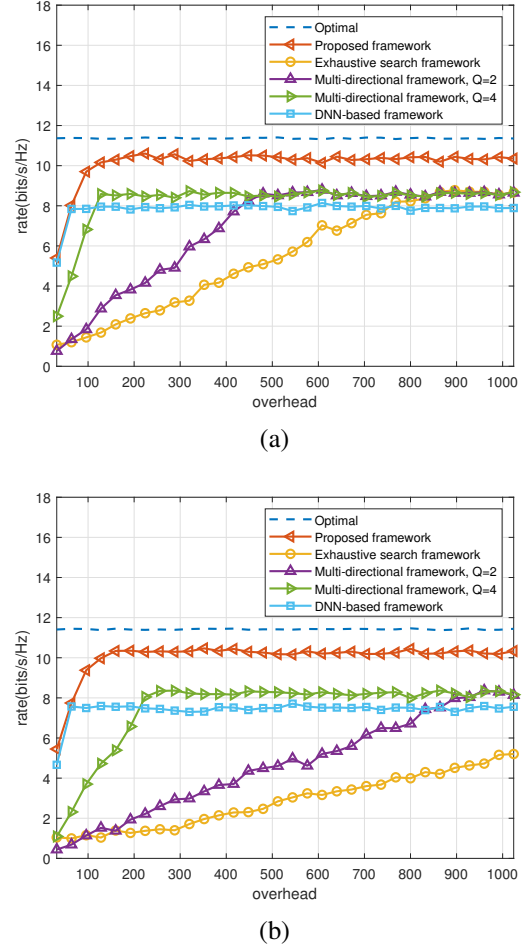 18
16
14
12
10
8
6
4
2
0
rate(bits/s/Hz)
Optimal
Proposed framework
Exhaustive search framework
Multi-directional framework, Q=2
Multi-directional framework, Q=4
DNN-based framework
100 200 300 400 500 600 700 800 900 1000
overhead
(a)
18
16
14
12
10
8
6
4
2
0
rate(bits/s/Hz)
Optimal
Proposed framework
Exhaustive search framework
Multi-directional framework, Q=2
Multi-directional framework, Q=4
DNN-based framework
100 200 300 400 500 600 700 800 900 1000
overhead
(b)